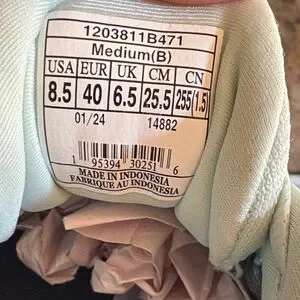 1203811B471
Medium(B)
USA EUR UK CM CN
8.5 40 6.5 25.5 255(1.5)
01/24 14882
1 95394 30251 6
MADE IN INDONESIA
FABRIQUE AU INDONESIA